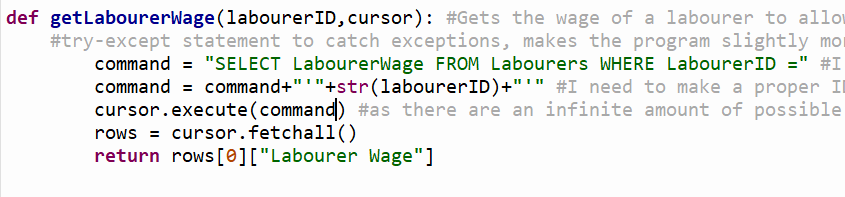 def getLabourerWage(labourerID,cursor): #Gets the wage of a labourer to allo
#try-except statement to catch exceptions, makes the program slightly mo
command = "SELECT LabourerWage FROM Labourers WHERE LabourerID =" #I
command = command+"'"+str(labourerID)+"'" #I need to make a proper I
cursor.execute(command) #as there are an infinite amount of possible
rows = cursor.fetchall()
return rows[0]["Labourer Wage"]